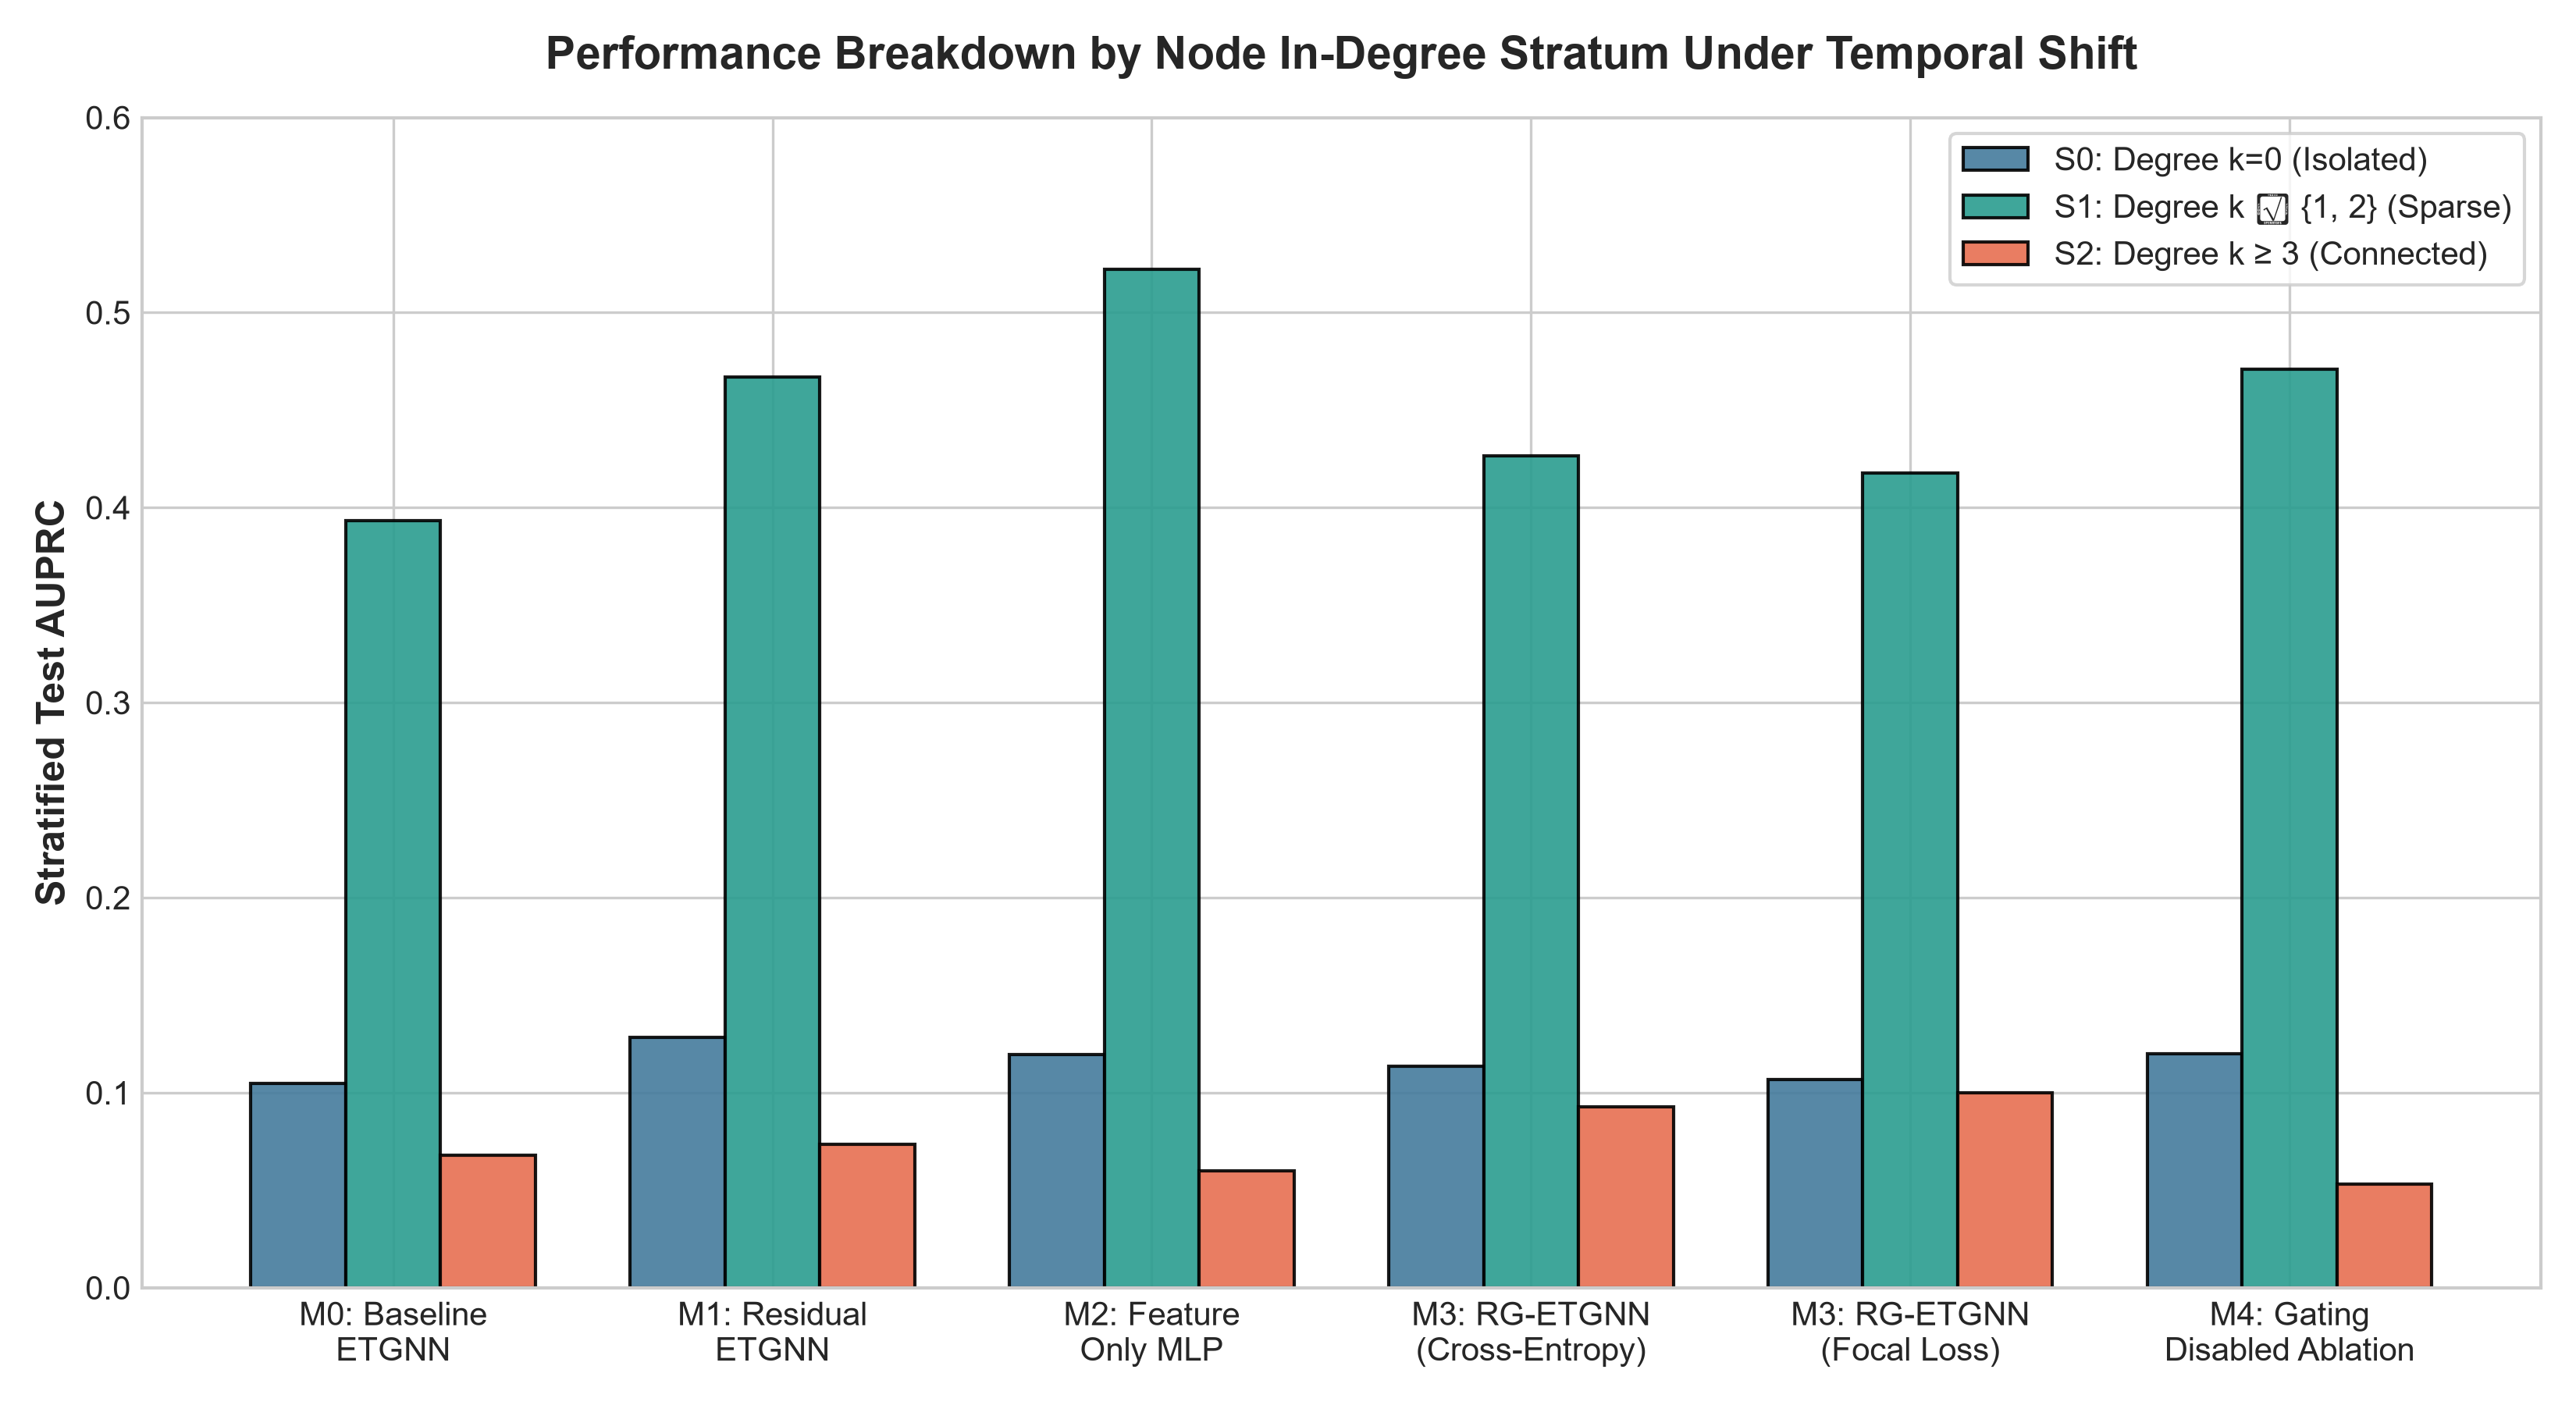 Performance Breakdown by Node In-Degree Stratum Under Temporal Shift
Stratified Test AUPRC
0.6
0.5
0.4
0.3
0.2
0.1
0.0
S0: Degree k=0 (Isolated)
S1: Degree k √ {1, 2} (Sparse)
S2: Degree k ≥ 3 (Connected)
M0: Baseline
ETGNN
M1: Residual
ETGNN
M2: Feature
Only MLP
M3: RG-ETGNN
(Cross-Entropy)
M3: RG-ETGNN
(Focal Loss)
M4: Gating
Disabled Ablation